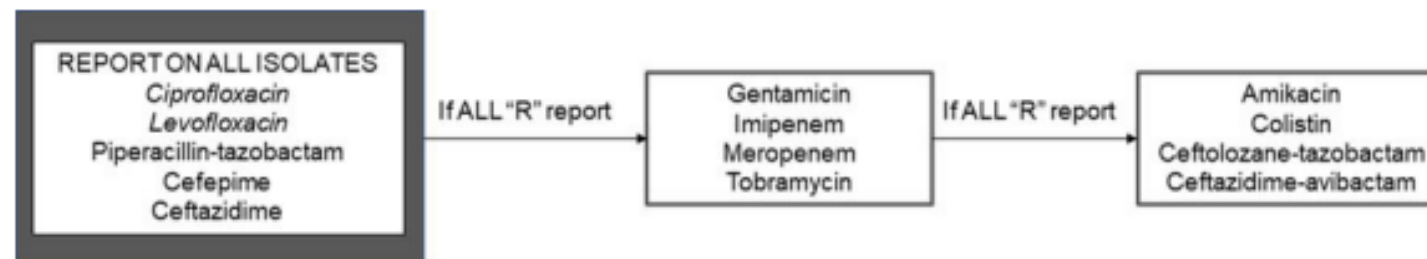 REPORT ON ALL ISOLATES
Ciprofloxacin
Levofloxacin
Piperacillin-tazobactam
Cefepime
Ceftazidime
If ALL “R” report
Gentamicin
Imipenem
Meropenem
Tobramycin
If ALL “R” report
Amikacin
Colistin
Ceftolozane-tazobactam
Ceftazidime-avibactam